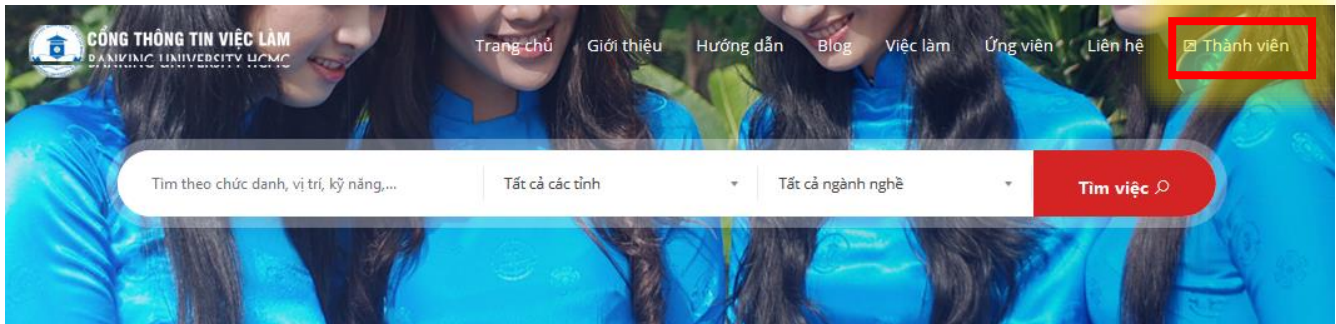 CỔNG THÔNG TIN VIỆC LÀM
BANKING UNIVERSITY HCMC
Trang chủ Giới thiệu Hướng dẫn Blog Việc làm Ứng viên Liên hệ Thành viên
Tìm theo chức danh, vị trí, kỹ năng,... Tất cả các tỉnh Tất cả ngành nghề Tìm việc